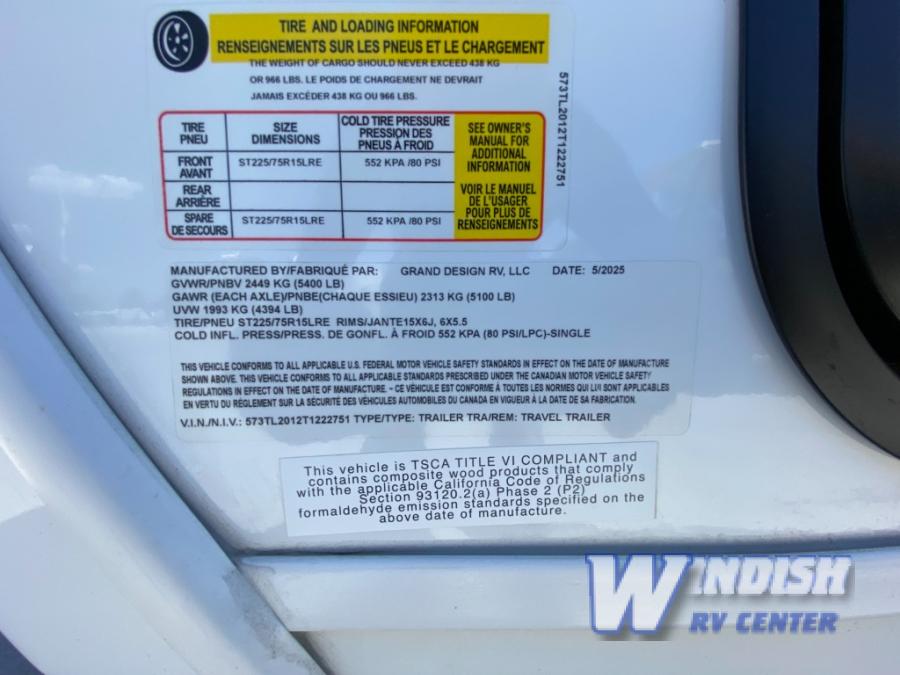 TIRE AND LOADING INFORMATION
RENSEIGNEMENTS SUR LES PNEUS ET LE CHARGEMENT
THE WEIGHT OF CARGO SHOULD NEVER EXCEED 438 KG
OR 966 LBS. LE POIDS DE CHARGEMENT NE DEVRAIT
JAMAIS EXCÉDER 438 KG OU 966 LBS.
TIRE
PNEU
SIZE
DIMENSIONS
COLD TIRE PRESSURE
PRESSION DES
PNEUS À FROID
SEE OWNER'S
MANUAL FOR
ADDITIONAL
INFORMATION
VOIR LE MANUEL
DE L'USAGER
POUR PLUS DE
RENSEIGNEMENTS
FRONT
AVANT
ST225/75R15LRE
552 KPA /80 PSI
REAR
ARRIÈRE
SPARE
DE SECOURS
ST225/75R15LRE
552 KPA /80 PSI
573TL2012T1222751
MANUFACTURED BY/FABRIQUÉ PAR: GRAND DESIGN RV, LLC DATE: 5/2025
GVWR/PNBV 2449 KG (5400 LB)
GAWR (EACH AXLE)/PNBE(CHAQUE ESSIEU) 2313 KG (5100 LB)
UVW 1993 KG (4394 LB)
TIRE/PNEU ST225/75R15LRE RIMS/JANTE15X6J, 6X5.5
COLD INFL. PRESS/PRESS. DE GONFL. À FROID 552 KPA (80 PSI/LPC)-SINGLE
THIS VEHICLE CONFORMS TO ALL APPLICABLE U.S. FEDERAL MOTOR VEHICLE SAFETY STANDARDS IN EFFECT ON THE DATE OF MANUFACTURE
SHOWN ABOVE. THIS VEHICLE CONFORMS TO ALL APPLICABLE STANDARDS PRESCRIBED UNDER THE CANADIAN MOTOR VEHICLE SAFETY
REGULATIONS IN EFFECT ON THE DATE OF MANUFACTURE. - CE VÉHICULE EST CONFORME À TOUTES LES NORMES QUI LUI SONT APPLICABLES
EN VERTU DU RÈGLEMENT SUR LA SÉCURITÉ DES VÉHICULES AUTOMOBILES DU CANADA EN VIGUEUR À LA DATE DE SA FABRICATION.
V.I.N./N.I.V.: 573TL2012T1222751 TYPE/TYPE: TRAILER TRA/REM: TRAVEL TRAILER
This vehicle is TSCA TITLE VI COMPLIANT and
contains composite wood products that comply
with the applicable California Code of Regulations
Section 93120.2(a) Phase 2 (P2)
formaldehyde emission standards specified on the
above date of manufacture.
WINDISH
RV CENTER